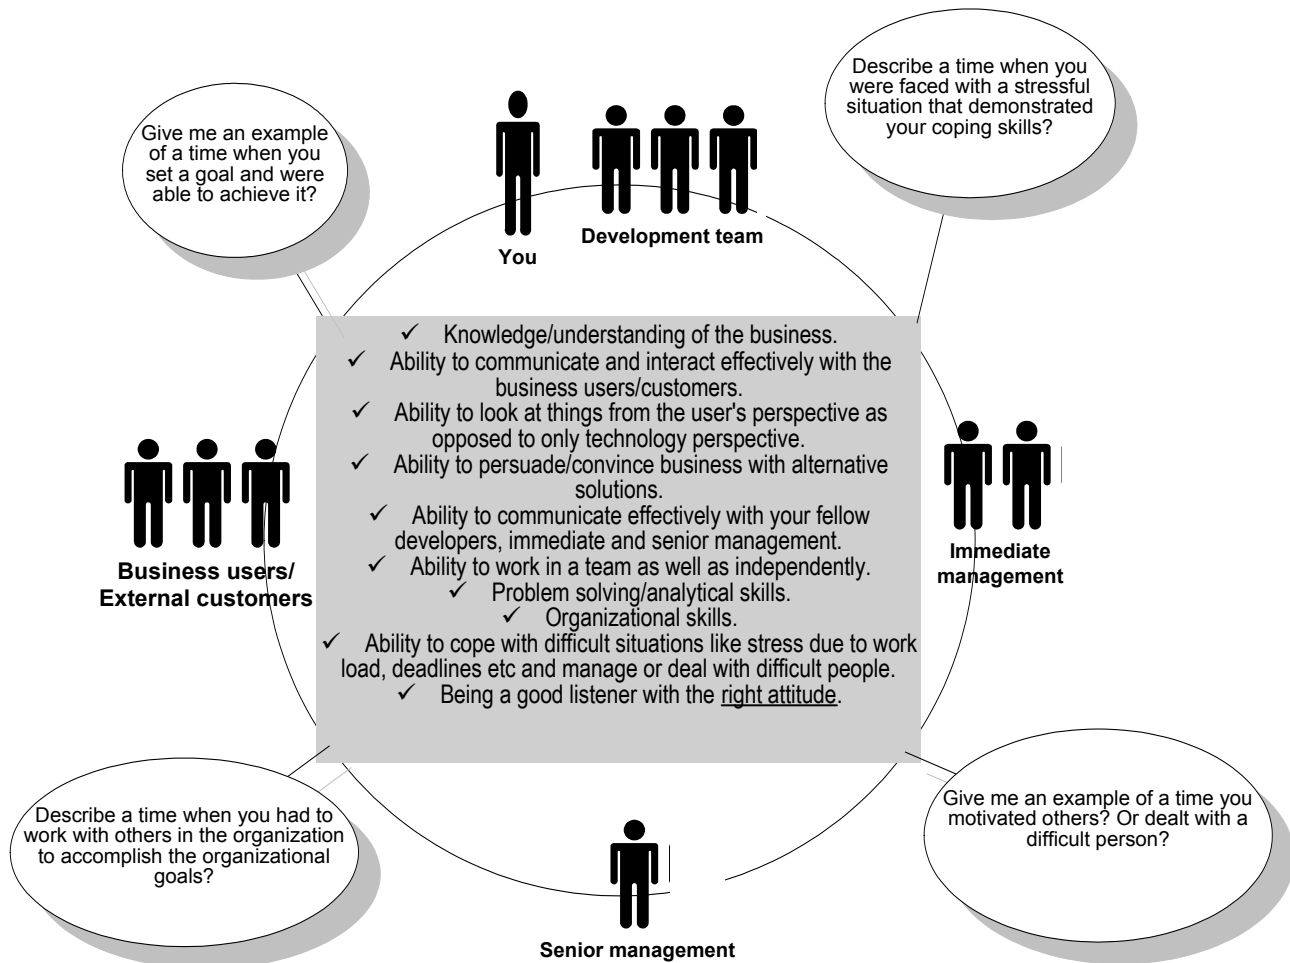 Give me an example
of a time when you
set a goal and were
able to achieve it?
Describe a time when you
were faced with a stressful
situation that demonstrated
your coping skills?
You
Development team
✓ Knowledge/understanding of the business.
✓ Ability to communicate and interact effectively with the
business users/customers.
✓ Ability to look at things from the user's perspective as
opposed to only technology perspective.
✓ Ability to persuade/convince business with alternative
solutions.
✓ Ability to communicate effectively with your fellow
developers, immediate and senior management.
✓ Ability to work in a team as well as independently.
✓ Problem solving/analytical skills.
✓ Organizational skills.
✓ Ability to cope with difficult situations like stress due to work
load, deadlines etc and manage or deal with difficult people.
✓ Being a good listener with the right attitude.
Business users/
External customers
Immediate
management
Describe a time when you had to
work with others in the organization
to accomplish the organizational
goals?
Give me an example of a time you
motivated others? Or dealt with a
difficult person?
Senior management